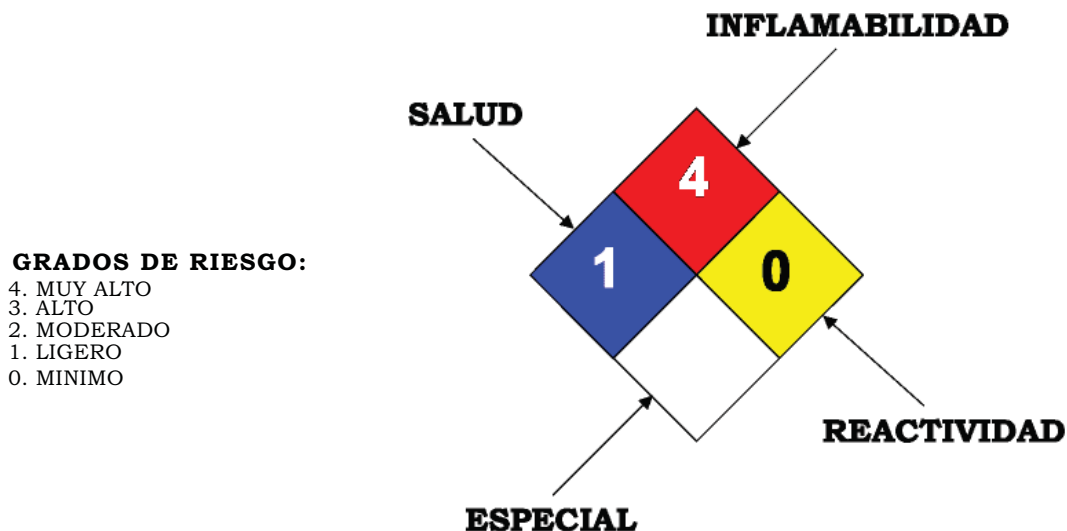 INFLAMABILIDAD
SALUD
4
1
0
GRADOS DE RIESGO:
4. MUY ALTO
3. ALTO
2. MODERADO
1. LIGERO
0. MINIMO
REACTIVIDAD
ESPECIAL